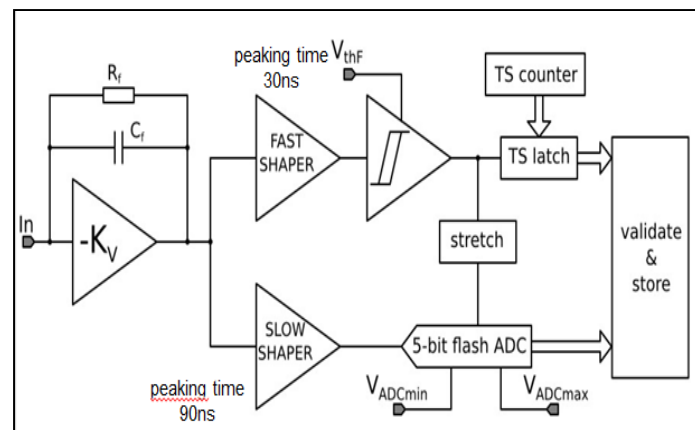 peaking time
30ns
VthF
TS counter
Rf
Cf
FAST
SHAPER
TS latch
In
-KV
stretch
validate
&
store
SLOW
SHAPER
5-bit flash ADC
peaking time
90ns
VADCmin
VADCmax